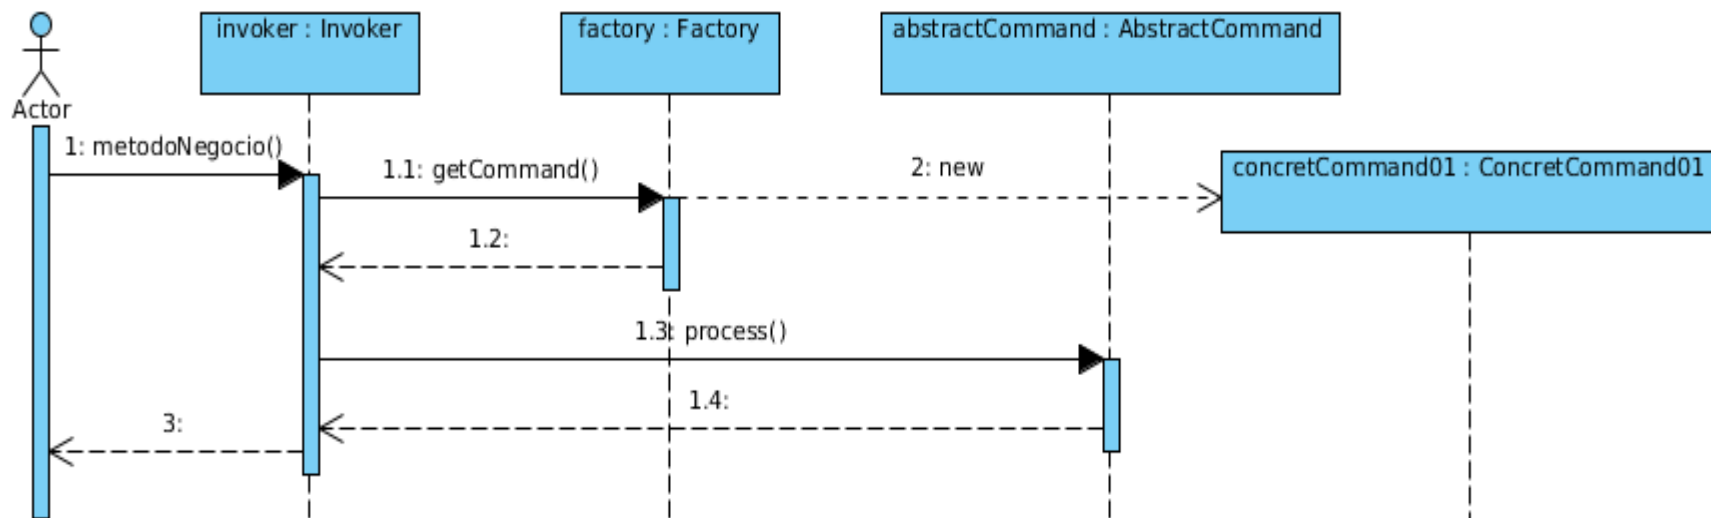 invoker : Invoker
factory : Factory
abstractCommand : AbstractCommand
Actor
1: metodoNegocio()
1.1: getCommand()
2: new
concretCommand01 : ConcretCommand01
1.2:
1.3: process()
1.4:
3: